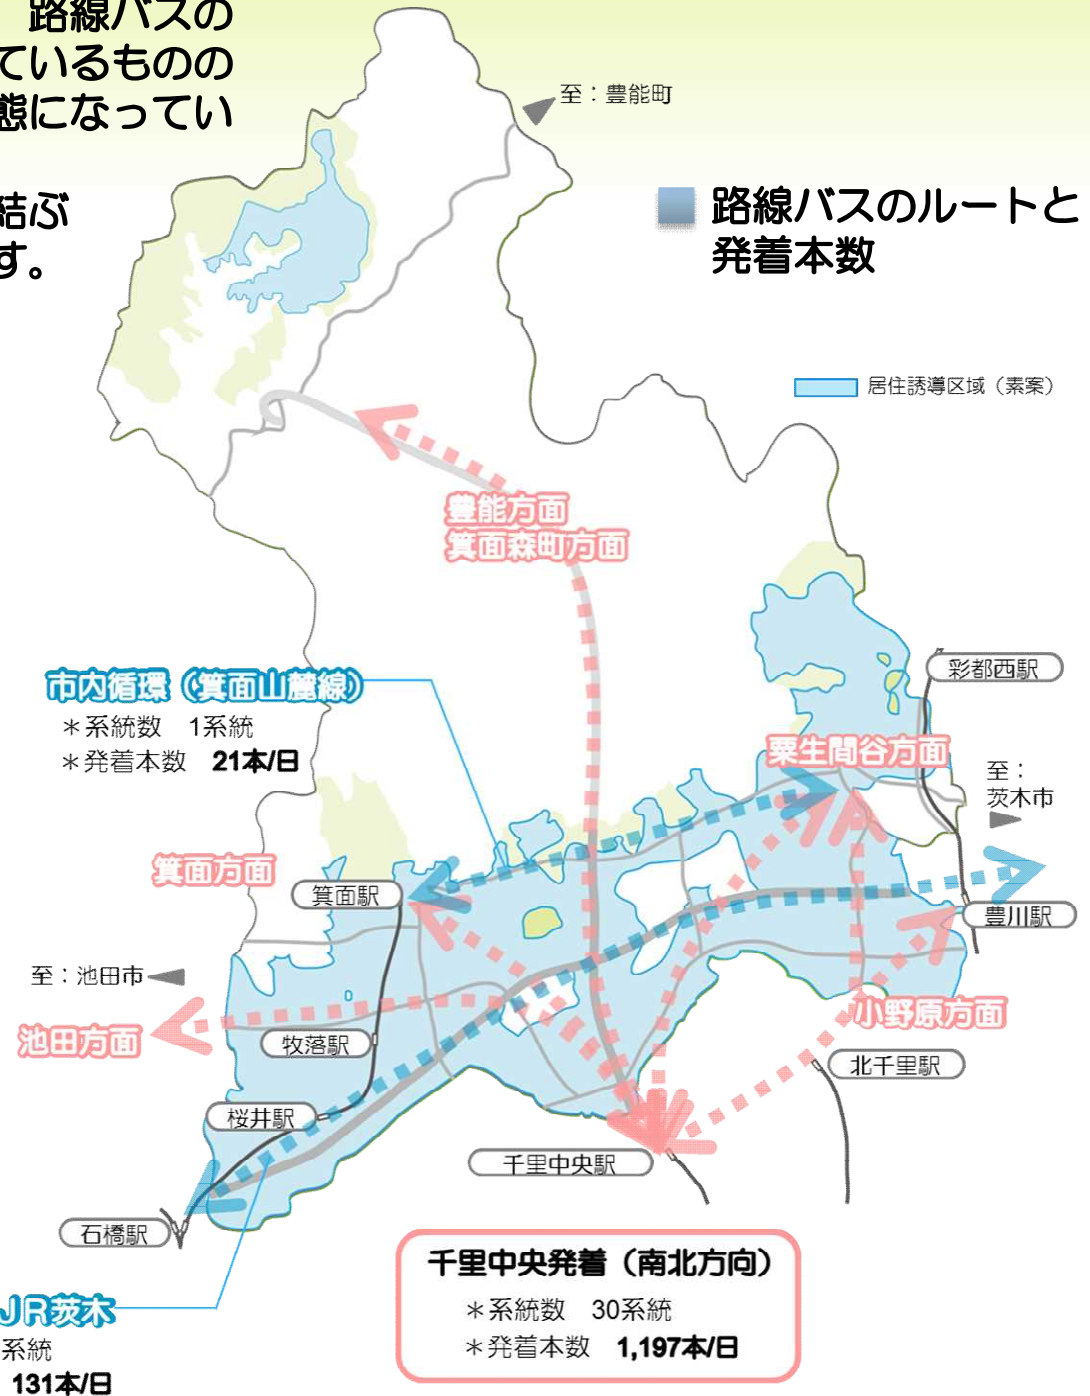 路線バスの
ているものの
態になってい
結ぶ
す。
至：豊能町
路線バスのルートと
発着本数
居住誘導区域（素案）
豊能方面
箕面森町方面
市内循環（箕面山麓線）
＊系統数　1系統
＊発着本数　21本/日
彩都西駅
粟生間谷方面
至：
茨木市
箕面方面
箕面駅
豊川駅
至：池田市
池田方面
小野原方面
牧落駅
北千里駅
桜井駅
千里中央駅
石橋駅
千里中央発着（南北方向）
＊系統数　30系統
＊発着本数　1,197本/日
JR茨木
系統
131本/日